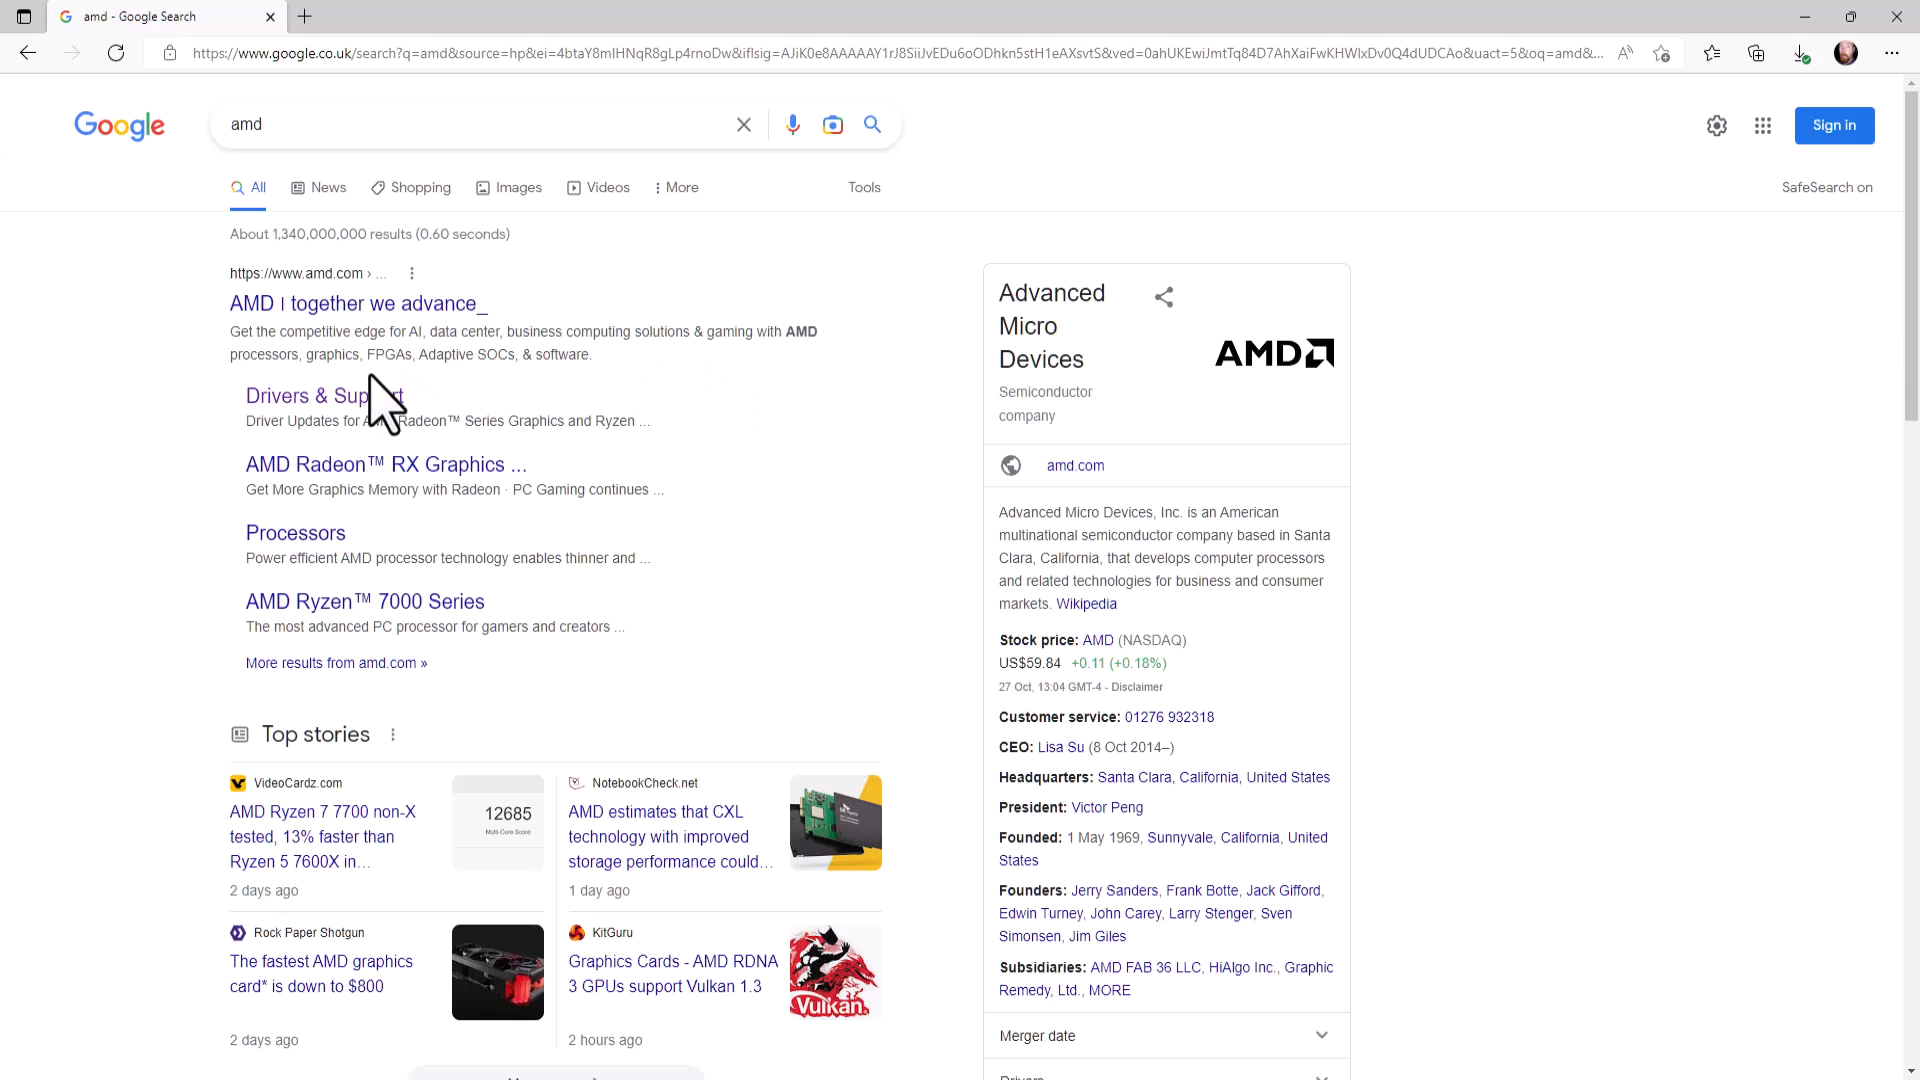 amd - Google Search
https://www.google.co.uk/search?q=amd&source=hp&ei=4btaY8mIHNqR8gLp4rnoDw&iflsig=AJiK0e8AAAAAY1rJ8SiiJvEDu6oODhkn5stH1eAXsvtS&ved=0ahUKEwiJmtTq84D7AhXaiFwKHWIxDv0Q4dUDCAo&uact=5&oq=amd&...
Google
amd
Sign in
All
News
Shopping
Images
Videos
More
Tools
SafeSearch on
About 1,340,000,000 results (0.60 seconds)
https://www.amd.com › ...
AMD | together we advance_
Get the competitive edge for AI, data center, business computing solutions & gaming with AMD
processors, graphics, FPGAs, Adaptive SOCs, & software.
Drivers & Support
Driver Updates for AMD Radeon™ Series Graphics and Ryzen ...
AMD Radeon™ RX Graphics ...
Get More Graphics Memory with Radeon · PC Gaming continues ...
Processors
Power efficient AMD processor technology enables thinner and ...
AMD Ryzen™ 7000 Series
The most advanced PC processor for gamers and creators ...
More results from amd.com »
Top stories
VideoCardz.com
AMD Ryzen 7 7700 non-X
tested, 13% faster than
Ryzen 5 7600X in...
2 days ago
12685
Multi-Core Score
NotebookCheck.net
AMD estimates that CXL
technology with improved
storage performance could...
1 day ago
Rock Paper Shotgun
The fastest AMD graphics
card* is down to $800
2 days ago
KitGuru
Graphics Cards - AMD RDNA
3 GPUs support Vulkan 1.3
2 hours ago
Vulkan
Advanced
Micro
Devices
Semiconductor
company
AMD
amd.com
Advanced Micro Devices, Inc. is an American
multinational semiconductor company based in Santa
Clara, California, that develops computer processors
and related technologies for business and consumer
markets. Wikipedia
Stock price: AMD (NASDAQ)
US$59.84 +0.11 (+0.18%)
27 Oct, 13:04 GMT-4 - Disclaimer
Customer service: 01276 932318
CEO: Lisa Su (8 Oct 2014–)
Headquarters: Santa Clara, California, United States
President: Victor Peng
Founded: 1 May 1969, Sunnyvale, California, United
States
Founders: Jerry Sanders, Frank Botte, Jack Gifford,
Edwin Turney, John Carey, Larry Stenger, Sven
Simonsen, Jim Giles
Subsidiaries: AMD FAB 36 LLC, HiAlgo Inc., Graphic
Remedy, Ltd., MORE
Merger date